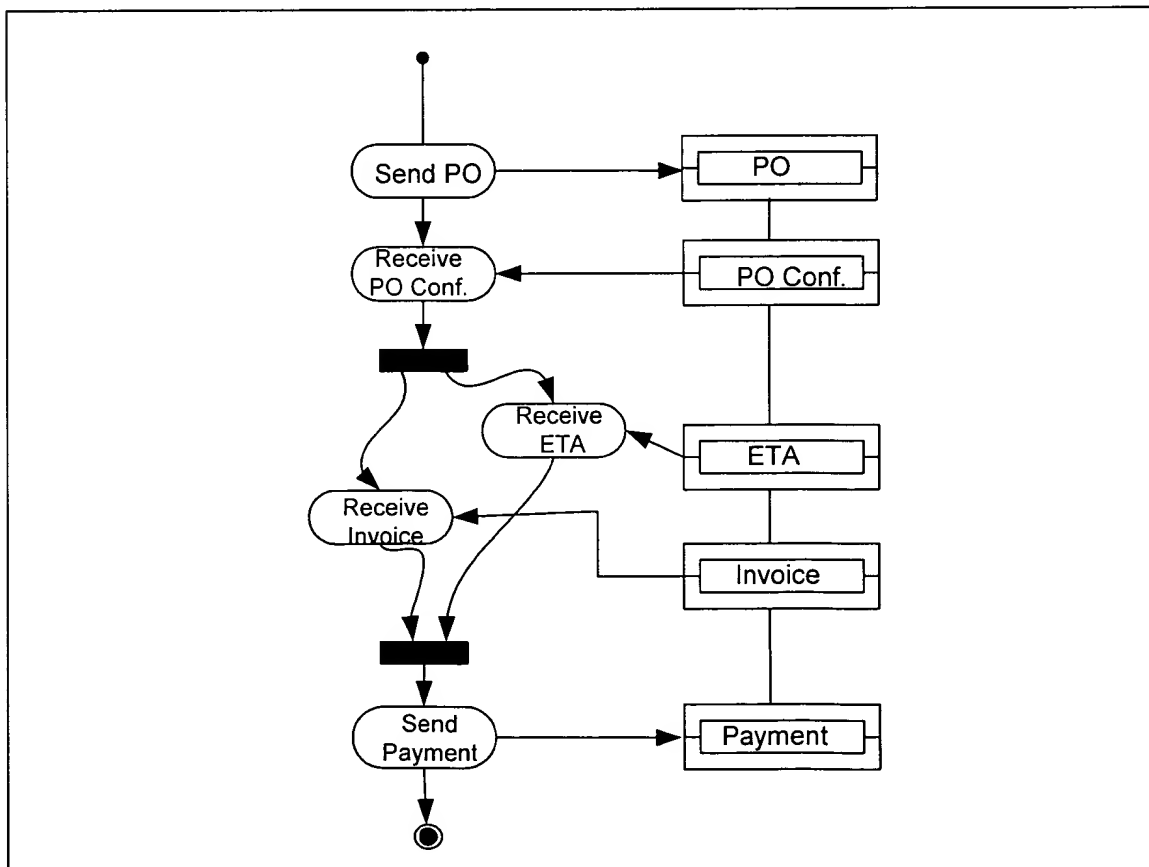 Send PO
PO
Receive
PO Conf.
PO Conf.
Receive
ETA
ETA
Receive
Invoice
Invoice
Send
Payment
Payment